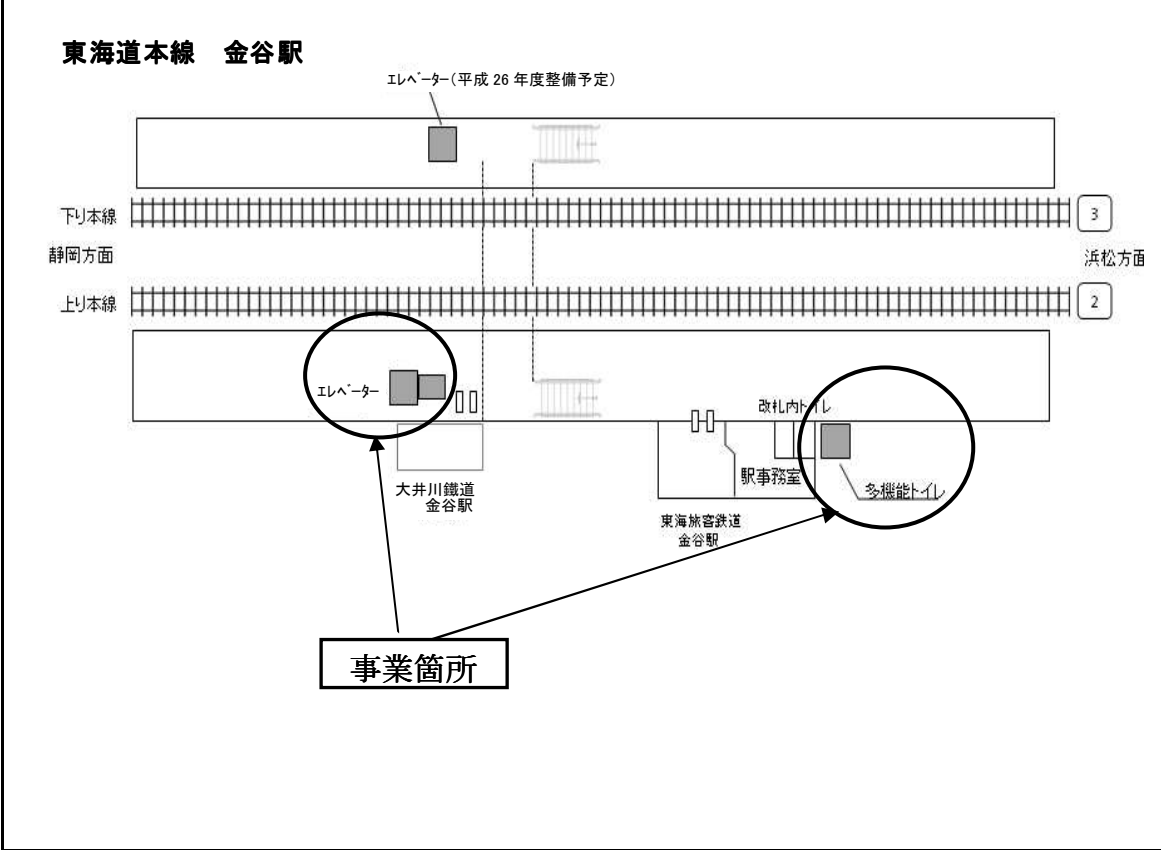 東海道本線　金谷駅
ｴﾚﾍﾞｰﾀｰ(平成 26 年度整備予定)
下り本線
3
静岡方面
浜松方面
上り本線
2
ｴﾚﾍﾞｰﾀｰ
改札内トイレ
駅事務室
多機能トイレ
大井川鐵道
金谷駅
東海旅客鉄道
金谷駅
事業箇所